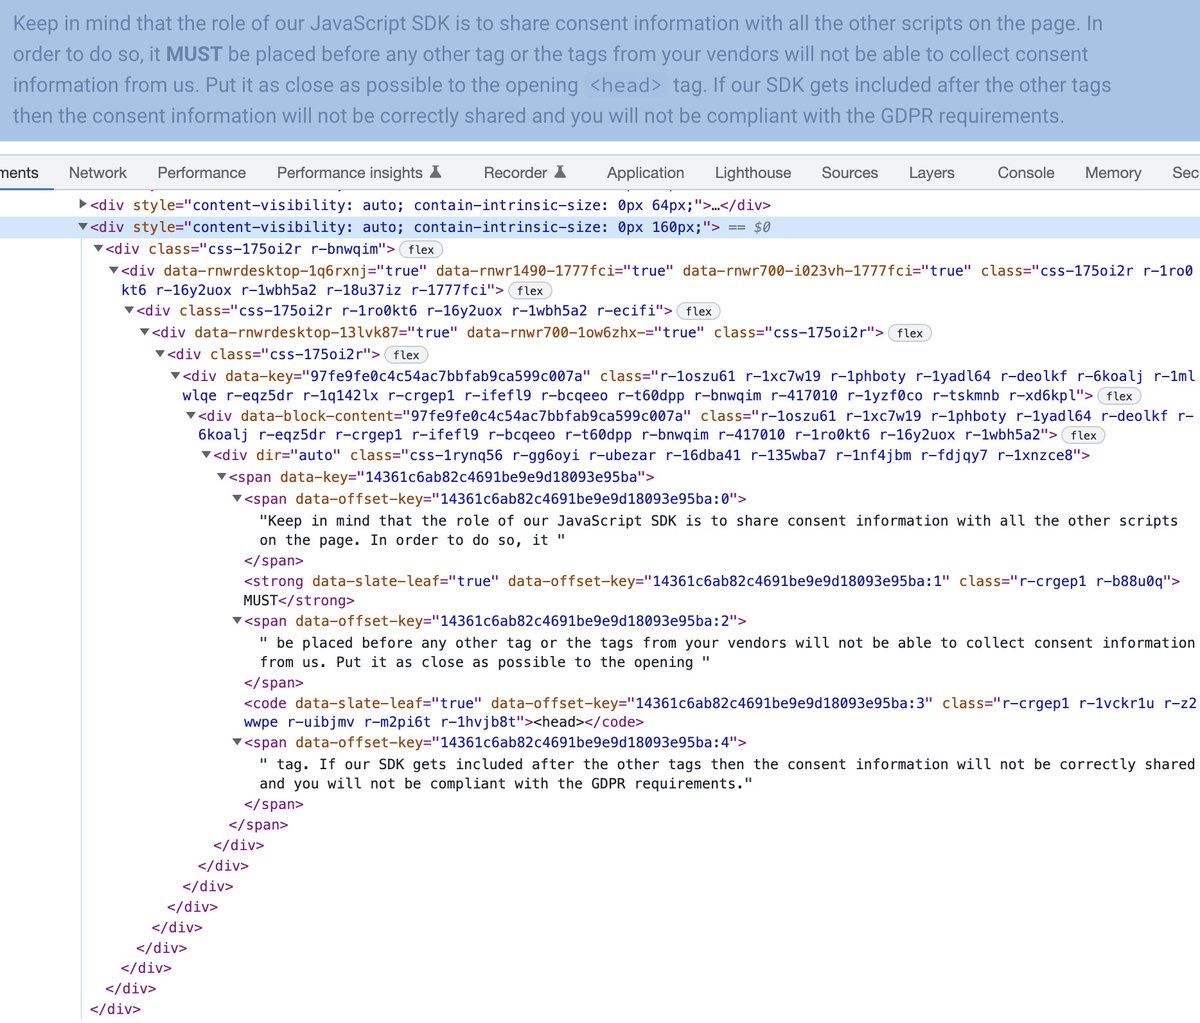 Keep in mind that the role of our JavaScript SDK is to share consent information with all the other scripts on the page. In
order to do so, it MUST be placed before any other tag or the tags from your vendors will not be able to collect consent
information from us. Put it as close as possible to the opening <head> tag. If our SDK gets included after the other tags
then the consent information will not be correctly shared and you will not be compliant with the GDPR requirements.
ments Network Performance Performance insights Recorder Application Lighthouse Sources Layers Console Memory Sec
<div style="content-visibility: auto; contain-intrinsic-size: 0px 64px;">…</div>
<div style="content-visibility: auto; contain-intrinsic-size: 0px 160px;"> == $0
<div class="css-175oi2r r-bnwqim"> flex
<div data-rnwrdesktop-1q6rxnj="true" data-rnwr1490-1777fci="true" data-rnwr700-i023vh-1777fci="true" class="css-175oi2r r-1ro0
kt6 r-16y2uox r-1wbh5a2 r-18u37iz r-1777fci"> flex
<div class="css-175oi2r r-1ro0kt6 r-16y2uox r-1wbh5a2 r-ecifi"> flex
<div data-rnwrdesktop-13lvk87="true" data-rnwr700-1ow6zhx-="true" class="css-175oi2r"> flex
<div class="css-175oi2r"> flex
<div data-key="97fe9fe0c4c54ac7bbfab9ca599c007a" class="r-1oszu61 r-1xc7w19 r-1phboty r-1yadl64 r-deolkf r-6koalj r-1ml
wlqe r-eqz5dr r-1q142lx r-crgep1 r-ifefl9 r-bcqeeo r-t60dpp r-bnwqim r-417010 r-1yzf0co r-tskmnb r-xd6kpl"> flex
<div data-block-content="97fe9fe0c4c54ac7bbfab9ca599c007a" class="r-1oszu61 r-1xc7w19 r-1phboty r-1yadl64 r-deolkf r-
6koalj r-eqz5dr r-crgep1 r-ifefl9 r-bcqeeo r-t60dpp r-bnwqim r-417010 r-1ro0kt6 r-16y2uox r-1wbh5a2"> flex
<div dir="auto" class="css-1rynq56 r-gg6oyi r-ubezar r-16dba41 r-135wba7 r-1nf4jbm r-fdjqy7 r-1xnzce8">
<span data-key="14361c6ab82c4691be9e9d18093e95ba">
<span data-offset-key="14361c6ab82c4691be9e9d18093e95ba:0">
"Keep in mind that the role of our JavaScript SDK is to share consent information with all the other scripts
on the page. In order to do so, it "
</span>
<strong data-slate-leaf="true" data-offset-key="14361c6ab82c4691be9e9d18093e95ba:1" class="r-crgep1 r-b88u0q">
MUST</strong>
<span data-offset-key="14361c6ab82c4691be9e9d18093e95ba:2">
" be placed before any other tag or the tags from your vendors will not be able to collect consent information
from us. Put it as close as possible to the opening "
</span>
<code data-slate-leaf="true" data-offset-key="14361c6ab82c4691be9e9d18093e95ba:3" class="r-crgep1 r-1vckr1u r-z2
wwpe r-uibjmv r-m2pi6t r-1hvjb8t"><head></code>
<span data-offset-key="14361c6ab82c4691be9e9d18093e95ba:4">
" tag. If our SDK gets included after the other tags then the consent information will not be correctly shared
and you will not be compliant with the GDPR requirements."
</span>
</span>
</div>
</div>
</div>
</div>
</div>
</div>
</div>
</div>
</div>